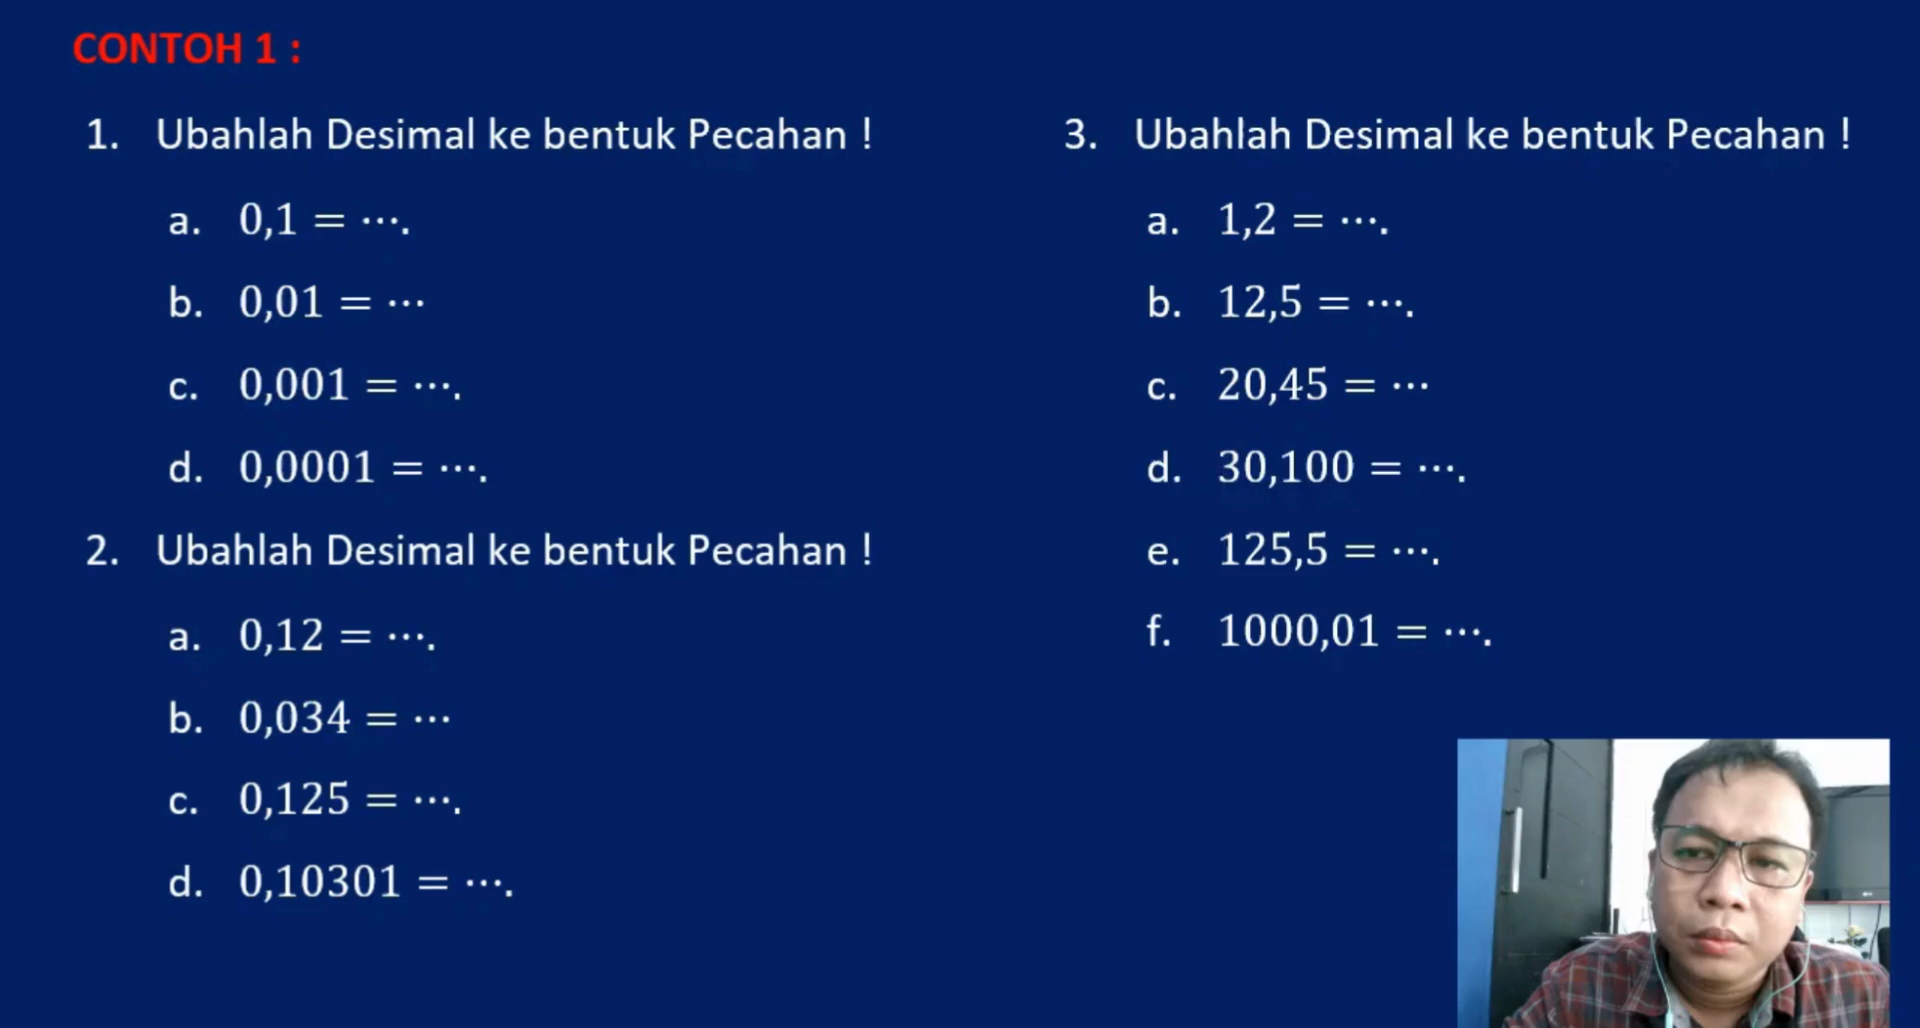 CONTOH 1 :
1. Ubahlah Desimal ke bentuk Pecahan !
a. 0,1 = ….
b. 0,01 = …
c. 0,001 = ….
d. 0,0001 = ….
2. Ubahlah Desimal ke bentuk Pecahan !
a. 0,12 = ….
b. 0,034 = …
c. 0,125 = ….
d. 0,10301 = ….
3. Ubahlah Desimal ke bentuk Pecahan !
a. 1,2 = ….
b. 12,5 = ….
c. 20,45 = …
d. 30,100 = ….
e. 125,5 = ….
f. 1000,01 = ….